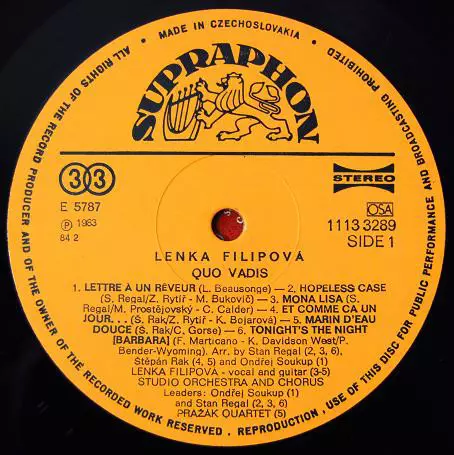 · MADE IN CZECHOSLOVAKIA ·
ALL RIGHTS OF THE RECORD PRODUCER AND OF THE OWNER OF THE RECORDED WORK RESERVED. REPRODUCTION, USE OF THIS DISC FOR PUBLIC PERFORMANCE AND BROADCASTING PROHIBITED
SUPRAPHON
33
E 5787
Ⓟ 1983
84 2
STEREO
OSA
1113 3289
SIDE 1
LENKA FILIPOVÁ
QUO VADIS
1. LETTRE À UN RÊVEUR (L. Beausonge) — 2. HOPELESS CASE
(S. Regal/Z. Rytíř - M. Bukovič) — 3. MONA LISA (S.
Regal/M. Prostějovský - C. Calder) — 4. ET COMME CA UN
JOUR... (Š. Rak/Z. Rytíř - K. Bojarová) — 5. MARIN D'EAU
DOUCE (Š. Rak/C. Gorse) — 6. TONIGHT'S THE NIGHT
[BARBARA] (F. Marticano - K. Davidson West/P.
Bender-Wyoming). Arr. by Stan Regal (2, 3, 6),
Štěpán Rak (4, 5) and Ondřej Soukup (1)
LENKA FILIPOVÁ - vocal and guitar (3-5)
STUDIO ORCHESTRA AND CHORUS
Leaders: Ondřej Soukup (1)
and Stan Regal (2, 3, 6)
PRAŽÁK QUARTET (5)